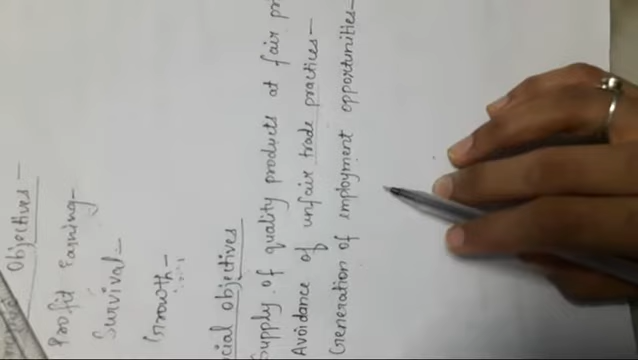 Objectives -
Profit Earning -
Survival -
Growth -
cial Objectives
Supply of quality products at fair pri
Avoidance of unfair trade practices -
Generation of employment opportunities -